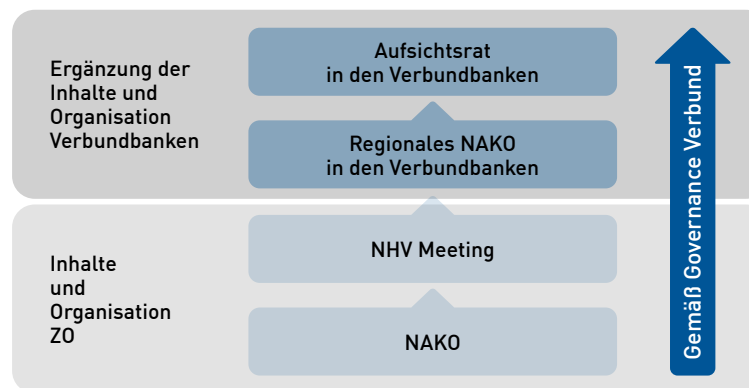 Ergänzung der
Inhalte und
Organisation
Verbundbanken
Aufsichtsrat
in den Verbundbanken
Regionales NAKO
in den Verbundbanken
Inhalte
und
Organisation
ZO
NHV Meeting
NAKO
Gemäß Governance Verbund